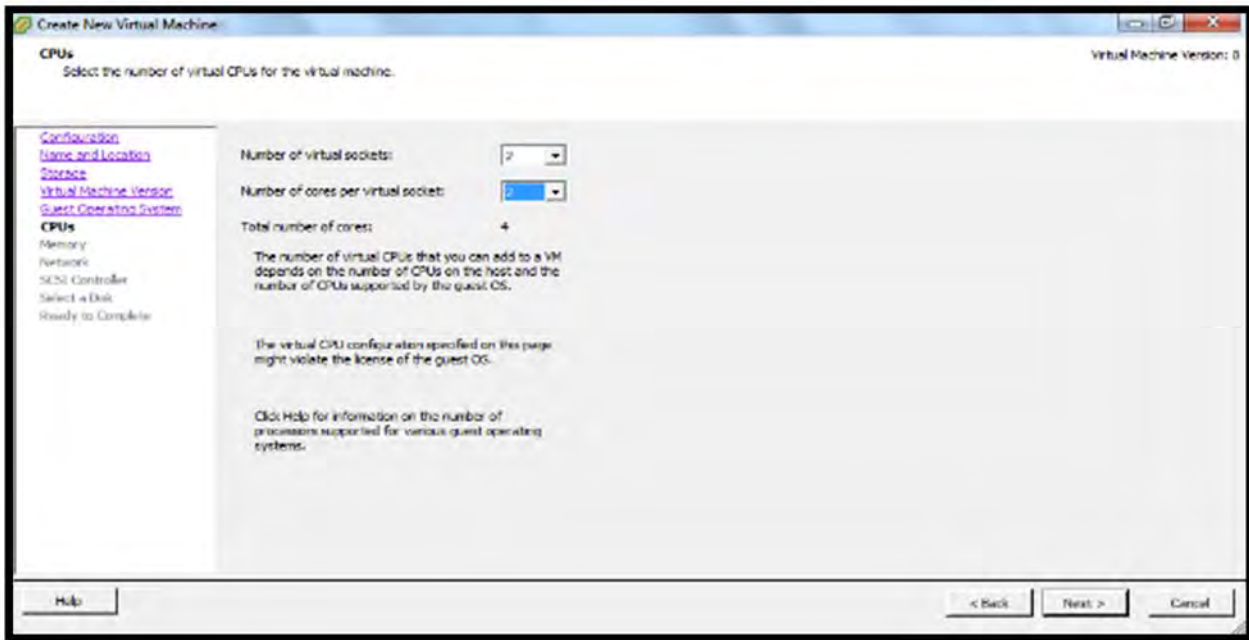 Create New Virtual Machine
CPUs
Select the number of virtual CPUs for the virtual machine.
Virtual Machine Version: 8
Configuration
Name and Location
Storage
Virtual Machine Version
Guest Operating System
CPUs
Memory
Network
SCSI Controller
Select a Disk
Ready to Complete
Number of virtual sockets: 2
Number of cores per virtual socket: 2
Total number of cores: 4
The number of virtual CPUs that you can add to a VM
depends on the number of CPUs on the host and the
number of CPUs supported by the guest OS.
The virtual CPU configuration specified on this page
might violate the license of the guest OS.
Click Help for information on the number of
processors supported for various guest operating
systems.
Help
< Back
Next >
Cancel